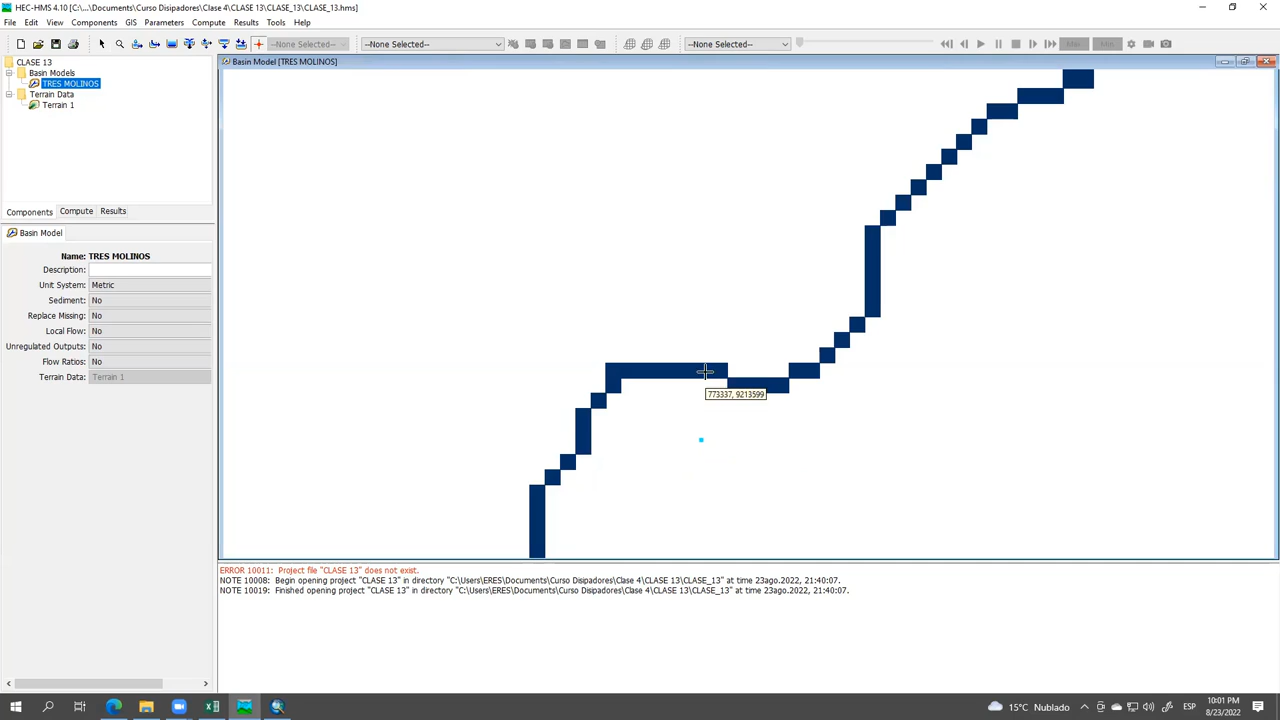 HEC-HMS 4.10 [C:\...\Documents\Curso Disipadores\Clase 4\CLASE 13\CLASE_13\CLASE_13.hms]
File Edit View Components GIS Parameters Compute Results Tools Help
--None Selected-- --None Selected-- --None Selected--
CLASE 13
Basin Models
TRES MOLINOS
Terrain Data
Terrain 1
Components Compute Results
Basin Model
Name: TRES MOLINOS
Description:
Unit System: Metric
Sediment: No
Replace Missing: No
Local Flow: No
Unregulated Outputs: No
Flow Ratios: No
Terrain Data: Terrain 1
Basin Model [TRES MOLINOS]
773337, 9213599
ERROR 10011: Project file "CLASE 13" does not exist.
NOTE 10008: Begin opening project "CLASE 13" in directory "C:\Users\ERES\Documents\Curso Disipadores\Clase 4\CLASE 13\CLASE_13" at time 23ago.2022, 21:40:07.
NOTE 10019: Finished opening project "CLASE 13" in directory "C:\Users\ERES\Documents\Curso Disipadores\Clase 4\CLASE 13\CLASE_13" at time 23ago.2022, 21:40:07.
15°C Nublado
ESP
10:01 PM
8/23/2022